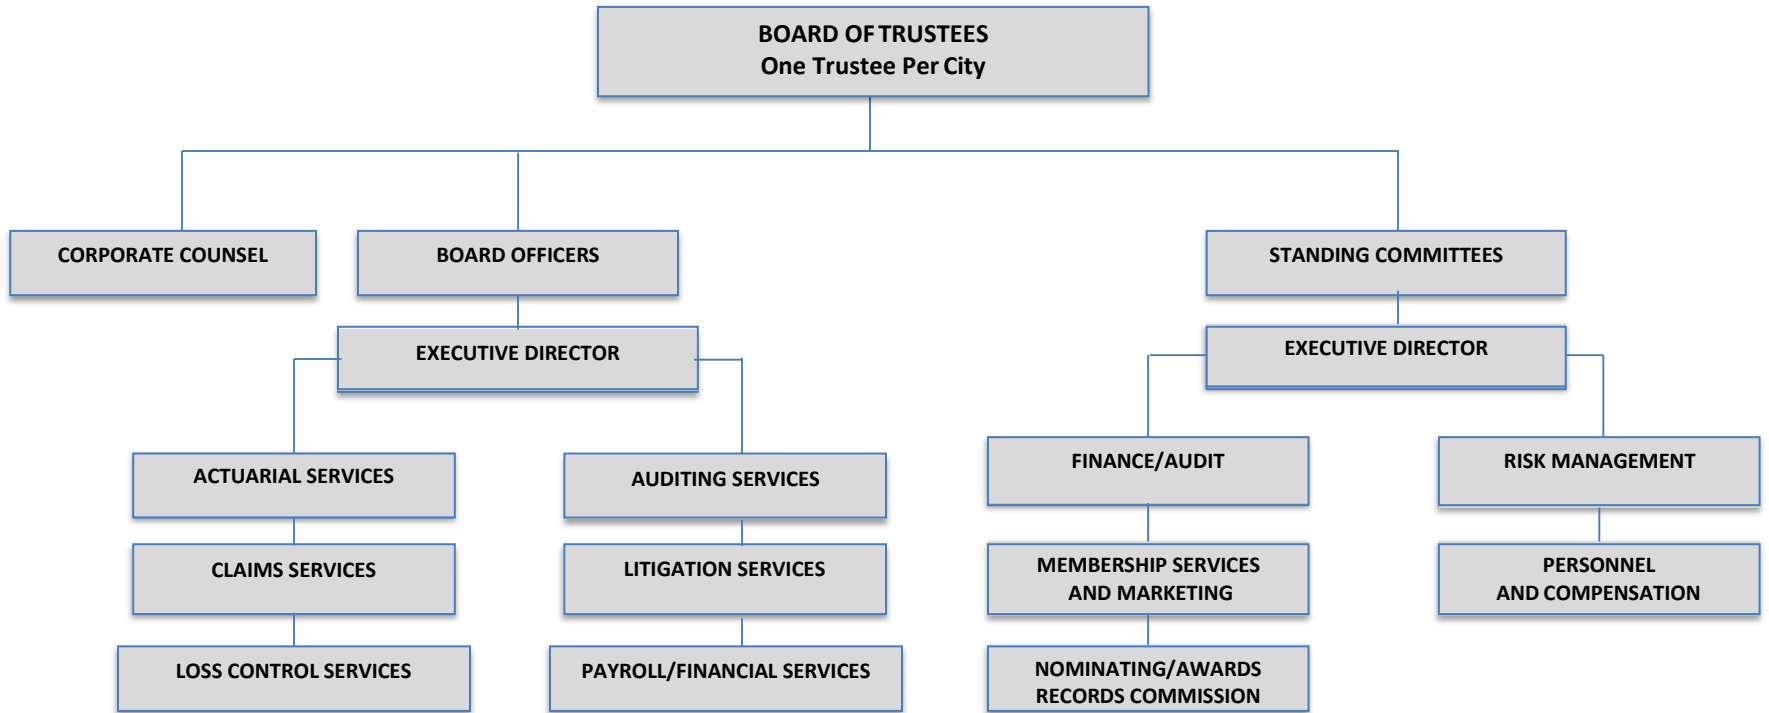 BOARD OF TRUSTEES
One Trustee Per City
CORPORATE COUNSEL
BOARD OFFICERS
STANDING COMMITTEES
EXECUTIVE DIRECTOR
EXECUTIVE DIRECTOR
ACTUARIAL SERVICES
AUDITING SERVICES
FINANCE/AUDIT
RISK MANAGEMENT
CLAIMS SERVICES
LITIGATION SERVICES
MEMBERSHIP SERVICES
AND MARKETING
PERSONNEL
AND COMPENSATION
LOSS CONTROL SERVICES
PAYROLL/FINANCIAL SERVICES
NOMINATING/AWARDS
RECORDS COMMISSION